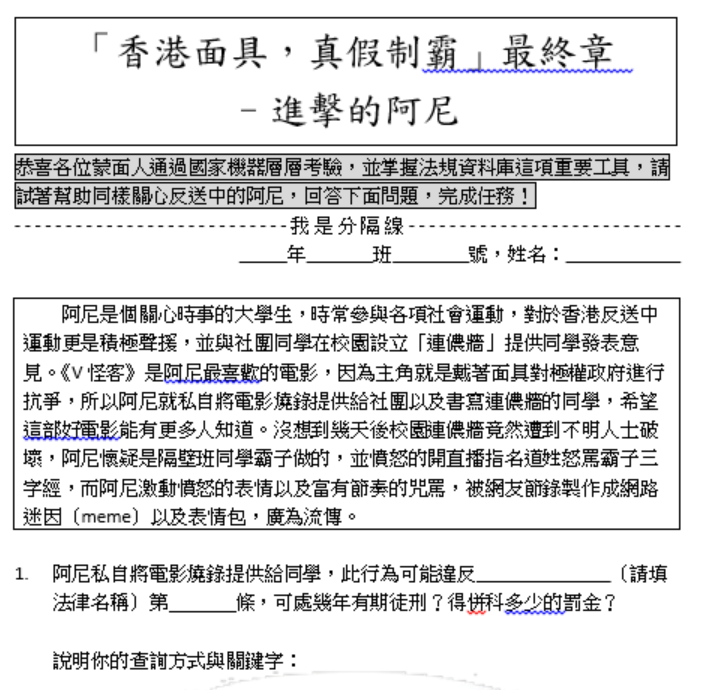 「香港面具，真假制霸」最終章
– 進擊的阿尼
恭喜各位蒙面人通過國家機器層層考驗，並掌握法規資料庫這項重要工具，請
試著幫助同樣關心反送中的阿尼，回答下面問題，完成任務！
---------------------------我是分隔線---------------------------
____年______班_______號，姓名：___________
阿尼是個關心時事的大學生，時常參與各項社會運動，對於香港反送中
運動更是積極聲援，並與社團同學在校園設立「連儂牆」提供同學發表意
見。《V 怪客》是阿尼最喜歡的電影，因為主角就是戴著面具對極權政府進行
抗爭，所以阿尼就私自將電影燒錄提供給社團以及書寫連儂牆的同學，希望
這部好電影能有更多人知道。沒想到幾天後校園連儂牆竟然遭到不明人士破
壞，阿尼懷疑是隔壁班同學霸子做的，並憤怒的開直播指名道姓怒罵霸子三
字經，而阿尼激動憤怒的表情以及富有節奏的咒罵，被網友節錄製作成網路
迷因（meme）以及表情包，廣為流傳。
1. 阿尼私自將電影燒錄提供給同學，此行為可能違反_____________（請填
法律名稱）第_______條，可處幾年有期徒刑？得併科多少的罰金？
說明你的查詢方式與關鍵字：